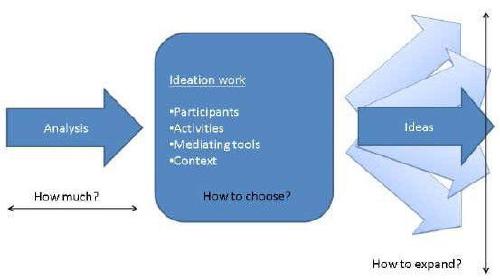 Ideation work
•Participants
•Activities
•Mediating tools
•Context
Analysis
Ideas
How much?
How to choose?
How to expand?